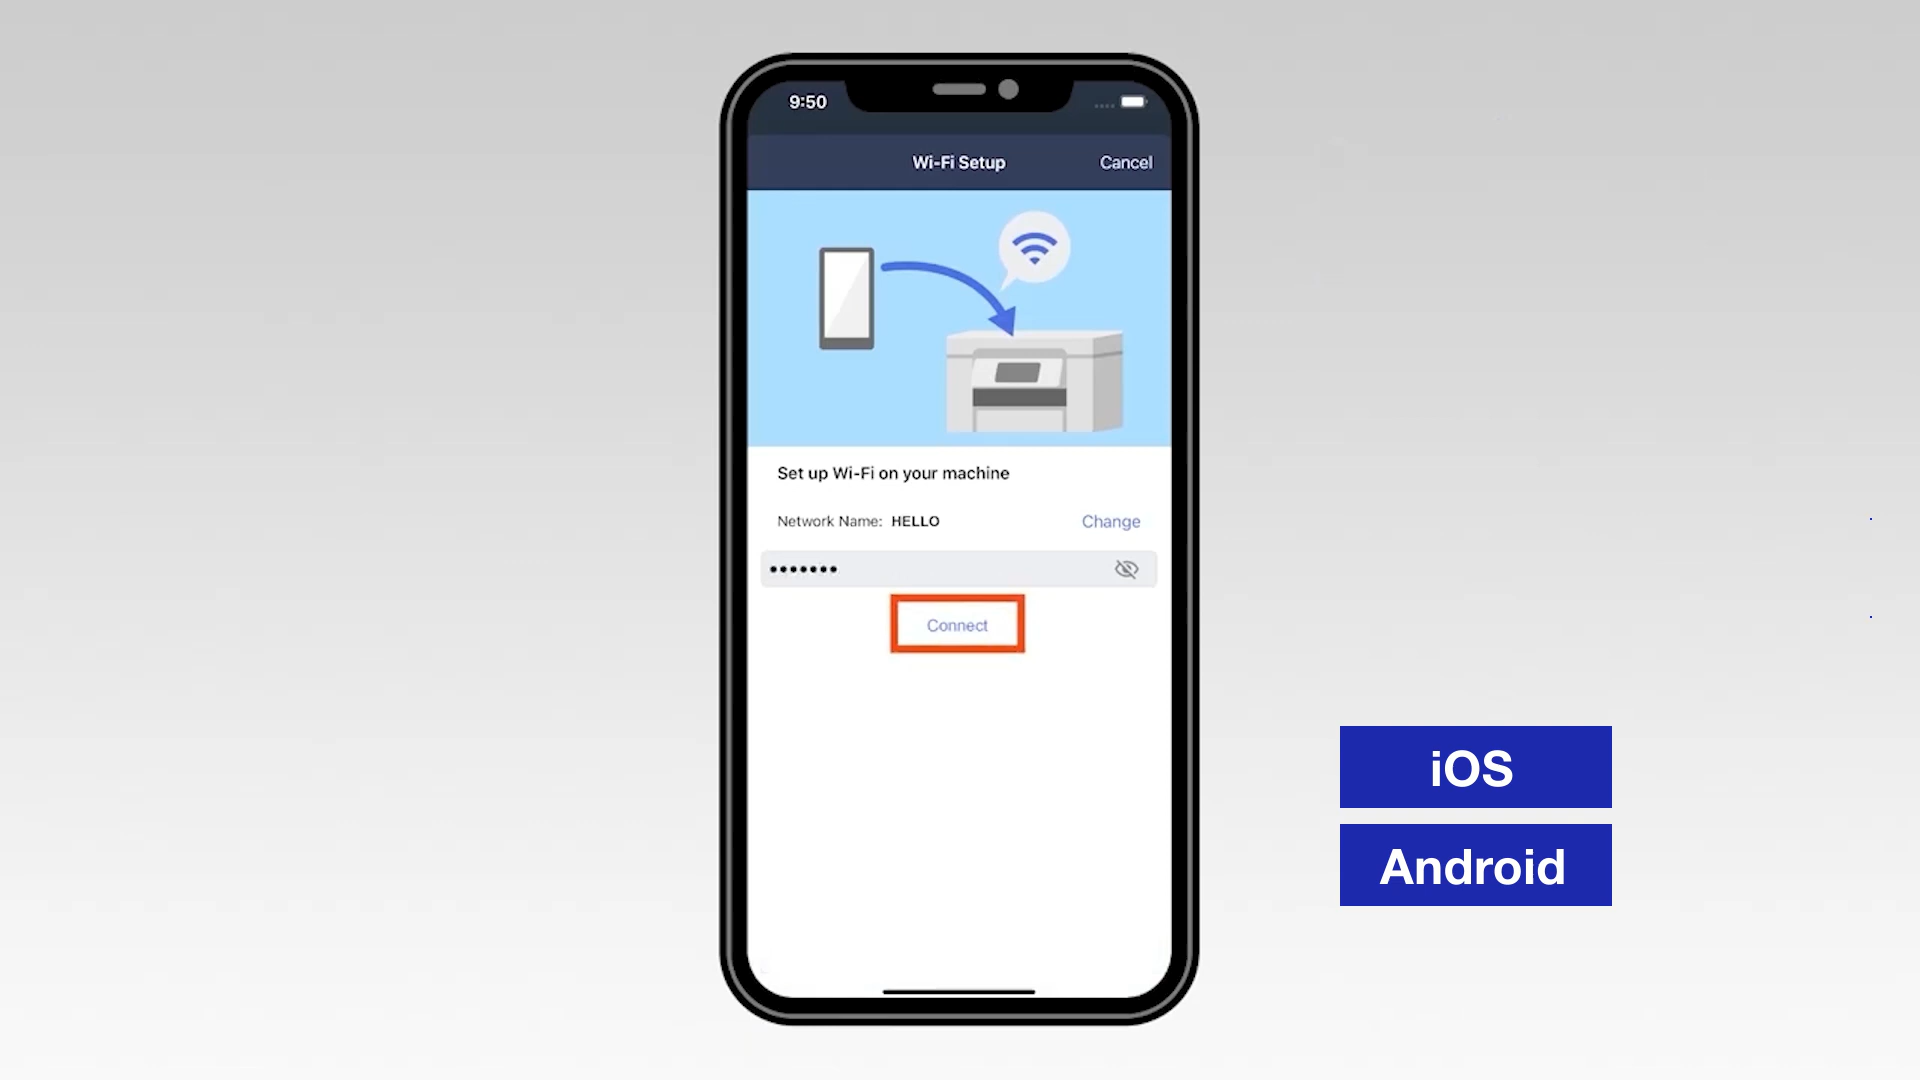 9:50
Wi-Fi Setup
Cancel
Set up Wi-Fi on your machine
Network Name: HELLO
Change
•••••••
Connect
iOS
Android